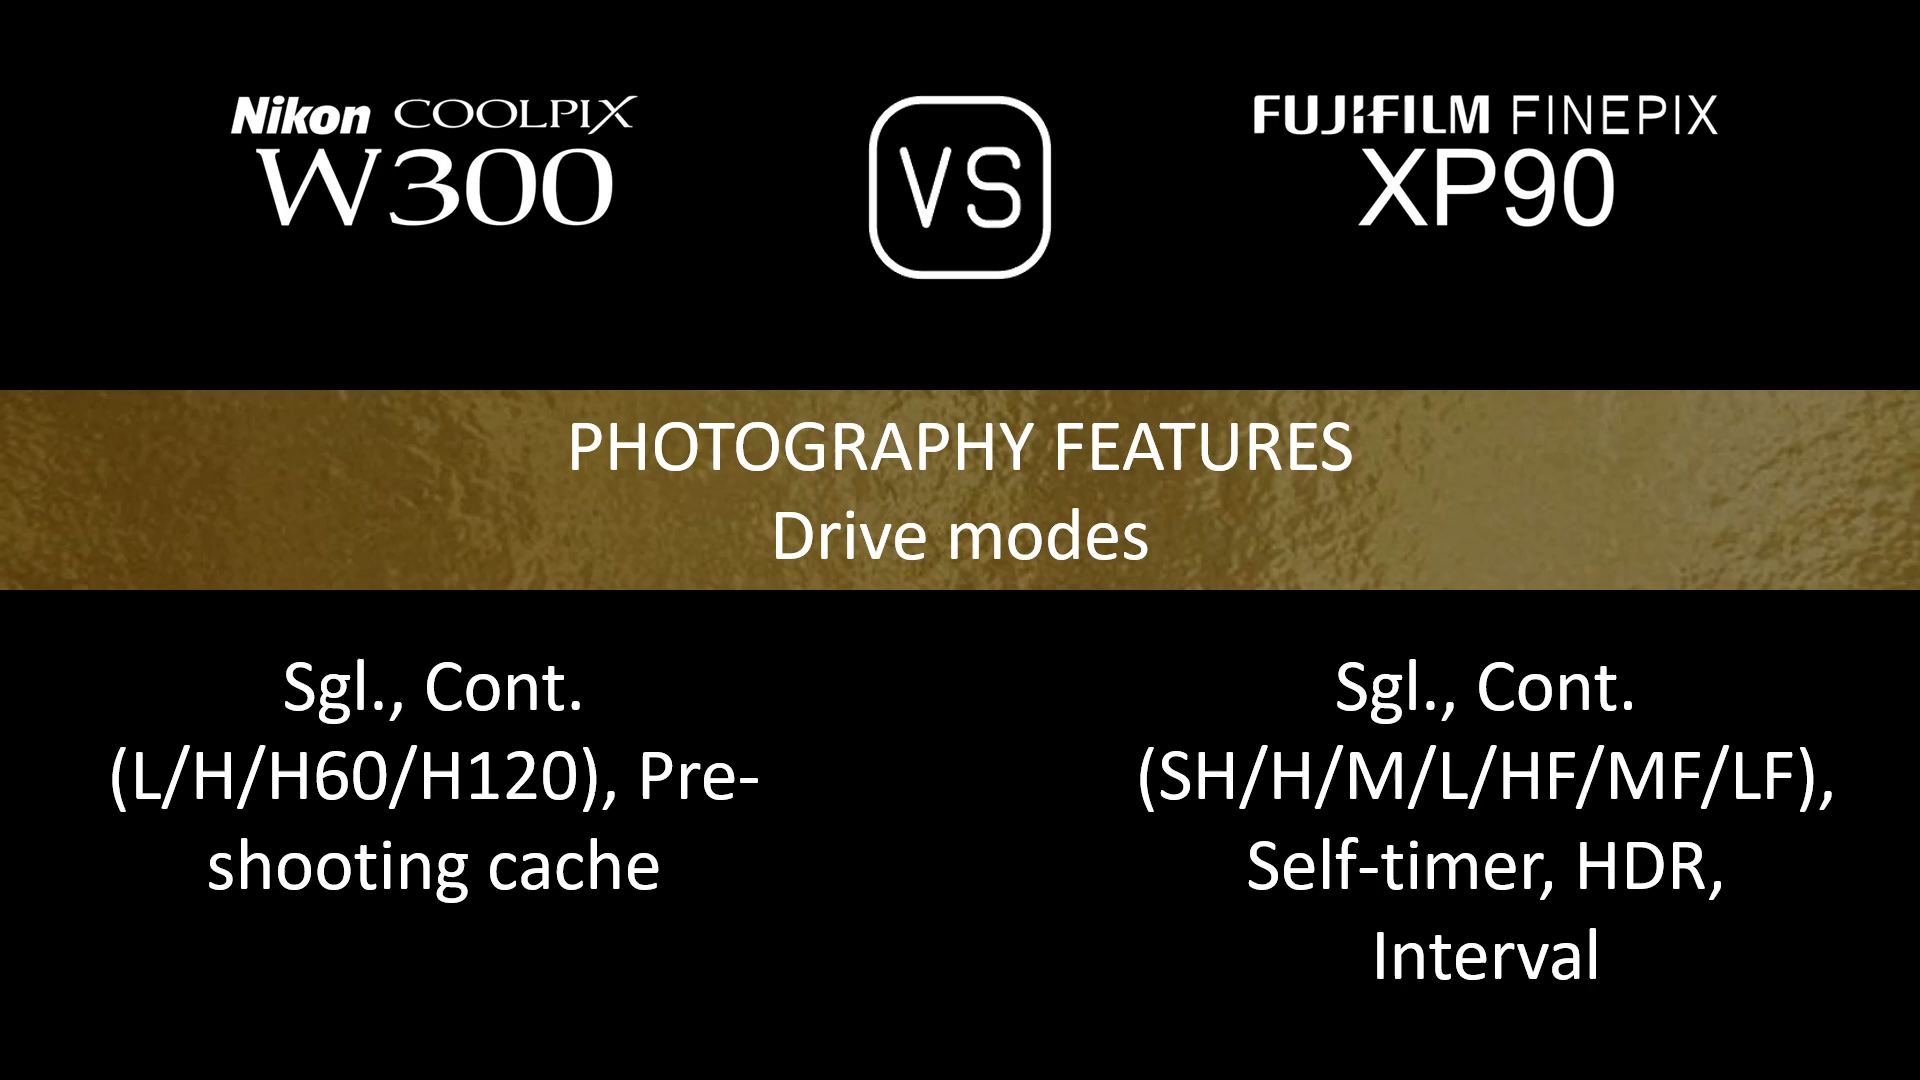 Nikon COOLPIX
W300
VS
FUJIFILM FINEPIX
XP90
PHOTOGRAPHY FEATURES
Drive modes
Sgl., Cont.
(L/H/H60/H120), Pre-
shooting cache
Sgl., Cont.
(SH/H/M/L/HF/MF/LF),
Self-timer, HDR,
Interval